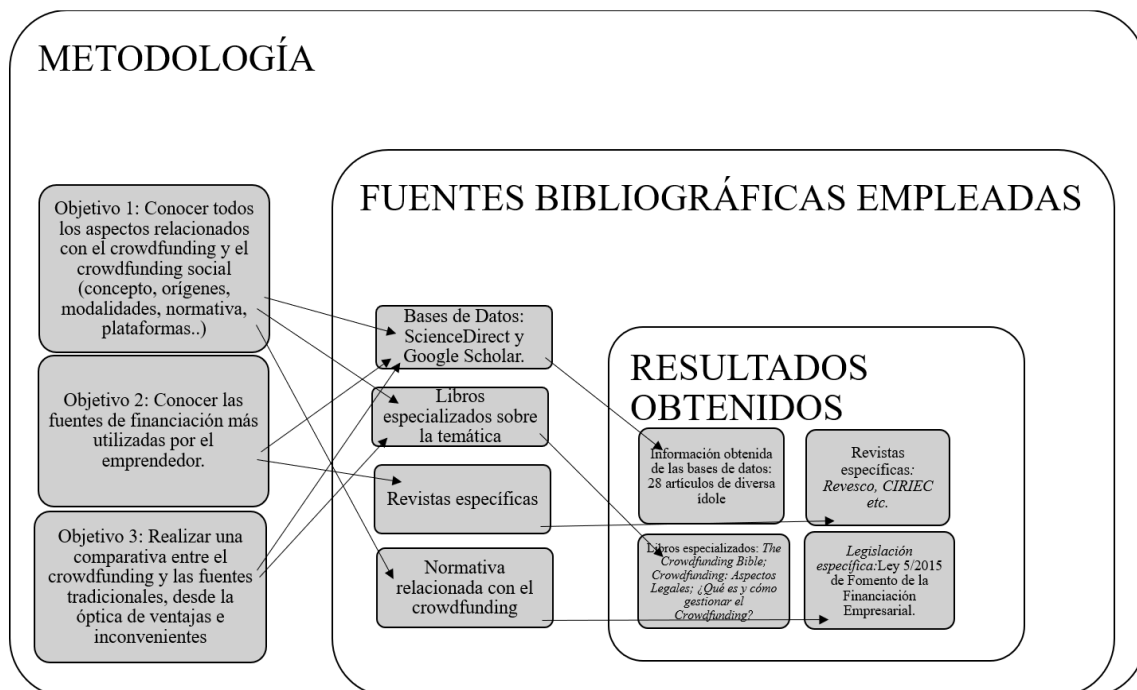 METODOLOGÍA
Objetivo 1: Conocer todos
los aspectos relacionados
con el crowdfunding y el
crowdfunding social
(concepto, orígenes,
modalidades, normativa,
plataformas..)
Objetivo 2: Conocer las
fuentes de financiación más
utilizadas por el
emprendedor.
Objetivo 3: Realizar una
comparativa entre el
crowdfunding y las fuentes
tradicionales, desde la
óptica de ventajas e
inconvenientes
FUENTES BIBLIOGRÁFICAS EMPLEADAS
Bases de Datos:
ScienceDirect y
Google Scholar.
Libros
especializados sobre
la temática
Revistas específicas
Normativa
relacionada con el
crowdfunding
RESULTADOS
OBTENIDOS
Información obtenida
de las bases de datos:
28 artículos de diversa
ídole
Revistas
específicas:
Revesco, CIRIEC
etc.
Libros especializados: The
Crowdfunding Bible;
Crowdfunding: Aspectos
Legales; ¿Qué es y cómo
gestionar el
Crowdfunding?
Legislación
específica:Ley 5/2015
de Fomento de la
Financiación
Empresarial.